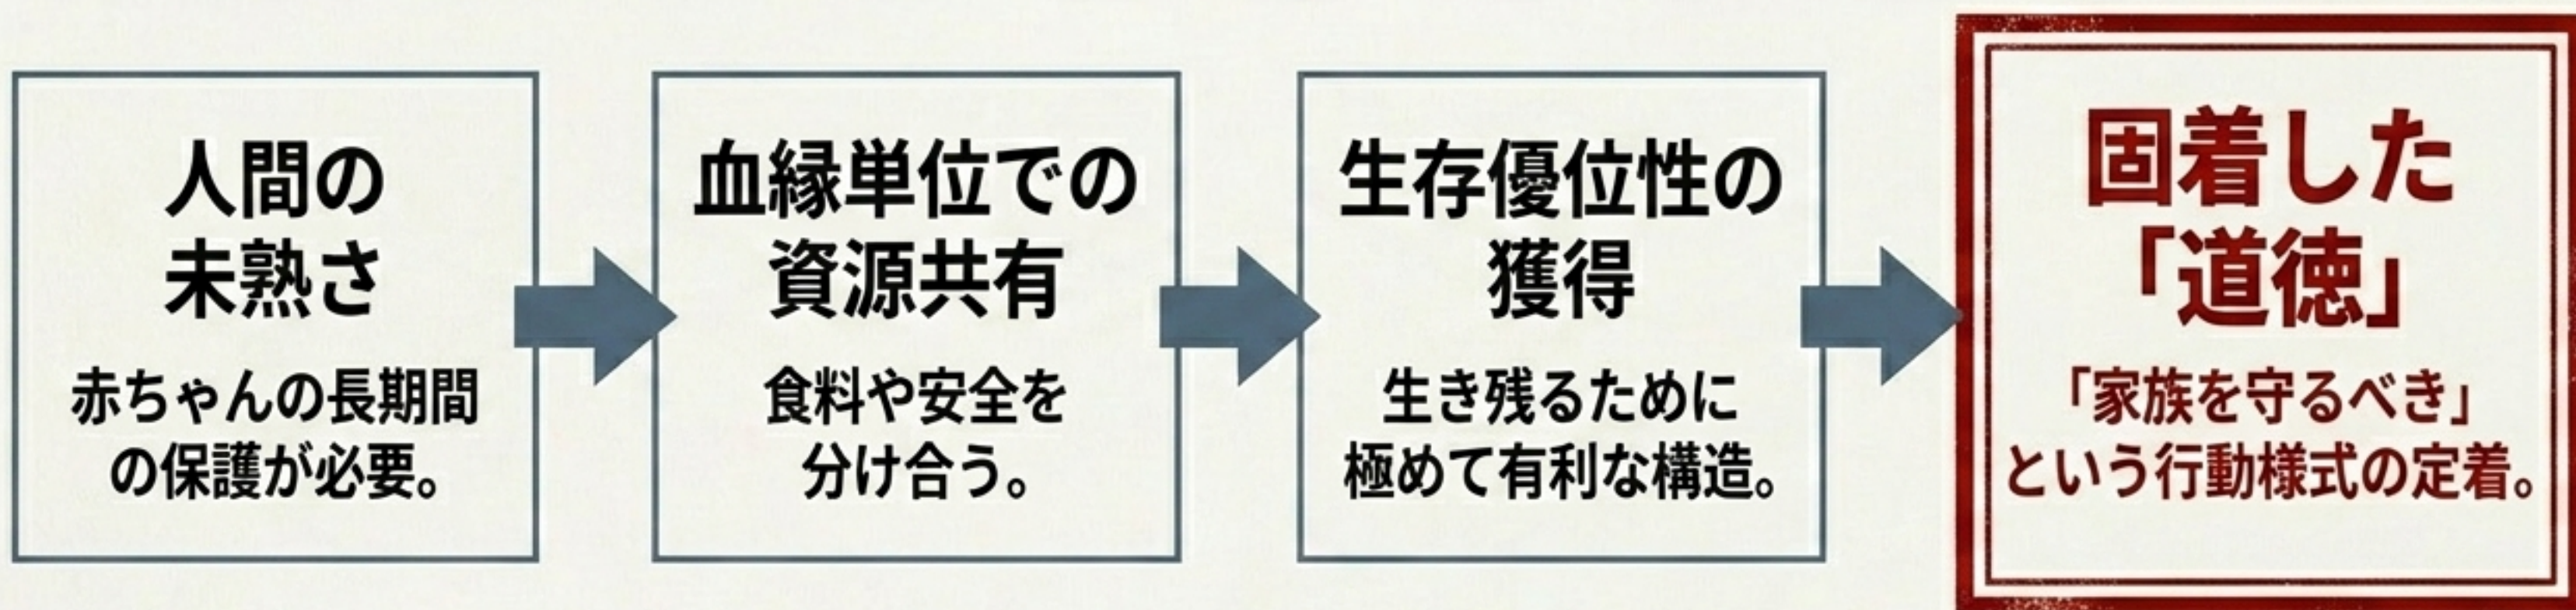 人間の
未熟さ
赤ちゃんの長期間
の保護が必要。
血縁単位での
資源共有
食料や安全を
分け合う。
生存優位性の
獲得
生き残るために
極めて有利な構造。
固着した
「道徳」
「家族を守るべき」
という行動様式の定着。